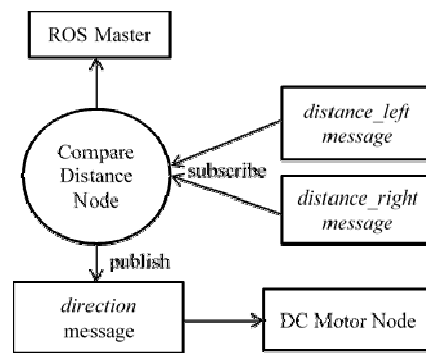 ROS Master
distance_left
message
Compare
Distance
Node
subscribe
distance_right
message
publish
direction
message
DC Motor Node